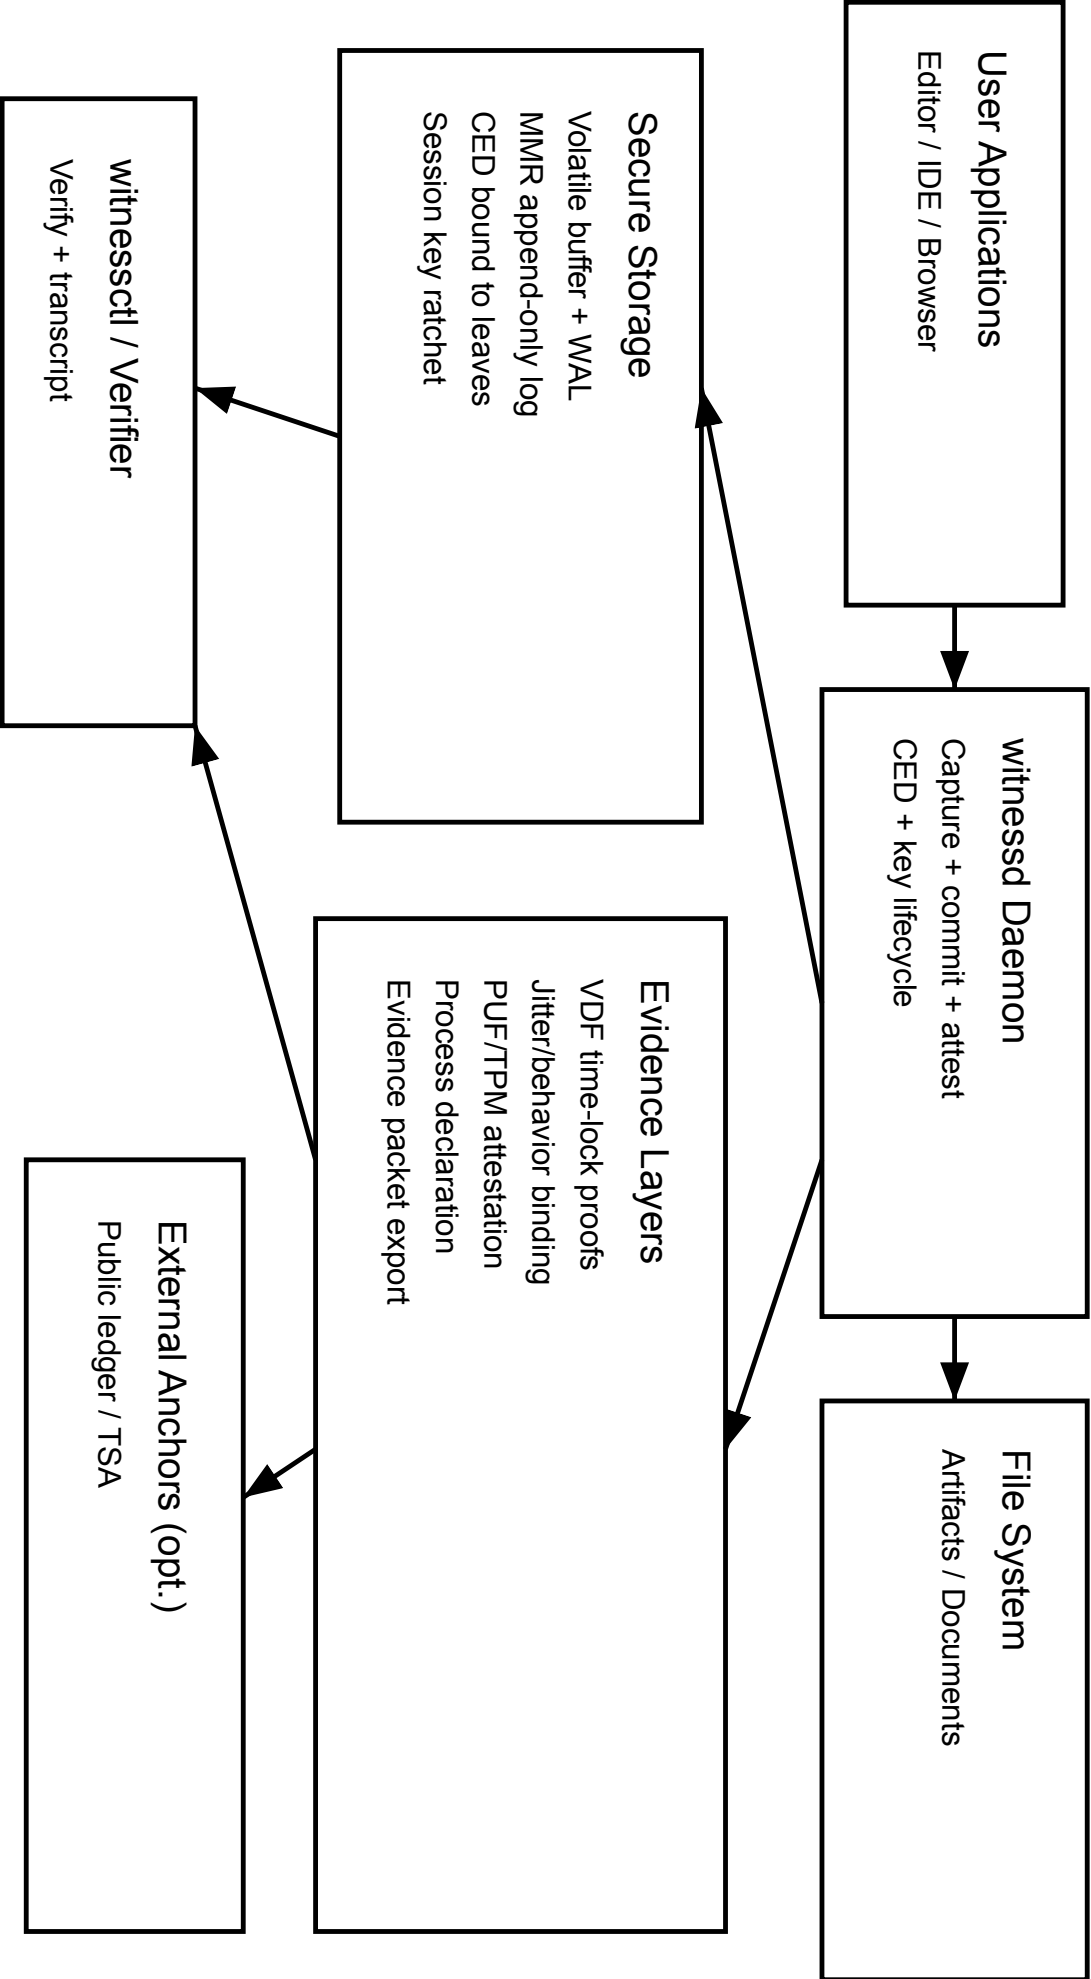 User Applications
Editor / IDE / Browser
witnessd Daemon
Capture + commit + attest
CED + key lifecycle
File System
Artifacts / Documents
Secure Storage
Volatile buffer + WAL
MMR append-only log
CED bound to leaves
Session key ratchet
Evidence Layers
VDF time-lock proofs
Jitter/behavior binding
PUF/TPM attestation
Process declaration
Evidence packet export
witnessctl / Verifier
Verify + transcript
External Anchors (opt.)
Public ledger / TSA